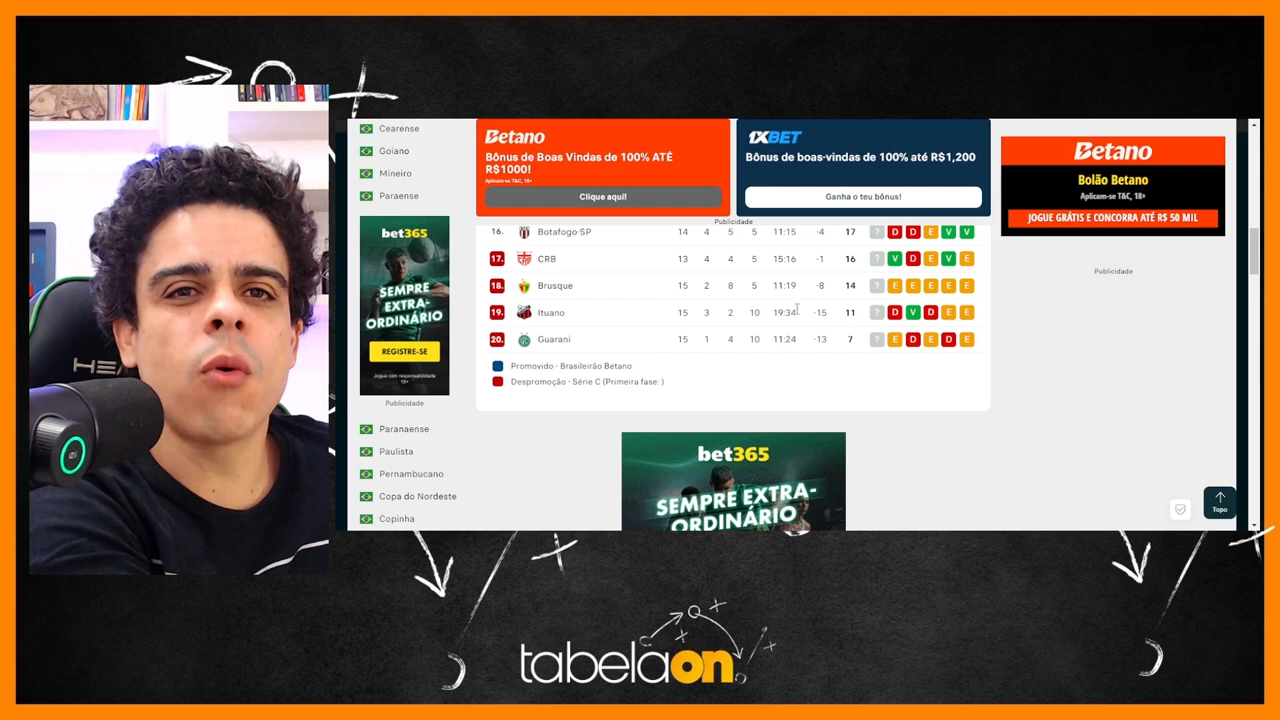 Cearense
Goiano
Mineiro
Paraense
bet365
SEMPRE
EXTRA-
ORDINÁRIO
REGISTRE-SE
Jogue com responsabilidade
18+
Publicidade
Paranaense
Paulista
Pernambucano
Copa do Nordeste
Copinha
Betano
Bônus de Boas Vindas de 100% ATÉ
R$1000!
Aplicam-se T&C, 18+
Clique aqui!
1XBET
Bônus de boas-vindas de 100% até R$1,200
Ganha o teu bônus!
Publicidade
16. Botafogo-SP 14 4 5 5 11:15 -4 17 ? D D E V V
17. CRB 13 4 4 5 15:16 -1 16 ? V D E V E
18. Brusque 15 2 8 5 11:19 -8 14 ? E E E E E
19. Ituano 15 3 2 10 19:34 -15 11 ? D V D E E
20. Guarani 15 1 4 10 11:24 -13 7 ? E D E D E
Promovido - Brasileirão Betano
Despromoção - Série C (Primeira fase: )
bet365
SEMPRE EXTRA-
ORDINÁRIO
Betano
Bolão Betano
Aplicam-se T&C, 18+
JOGUE GRÁTIS E CONCORRA ATÉ R$ 50 MIL
Publicidade
Topo
tabelaon